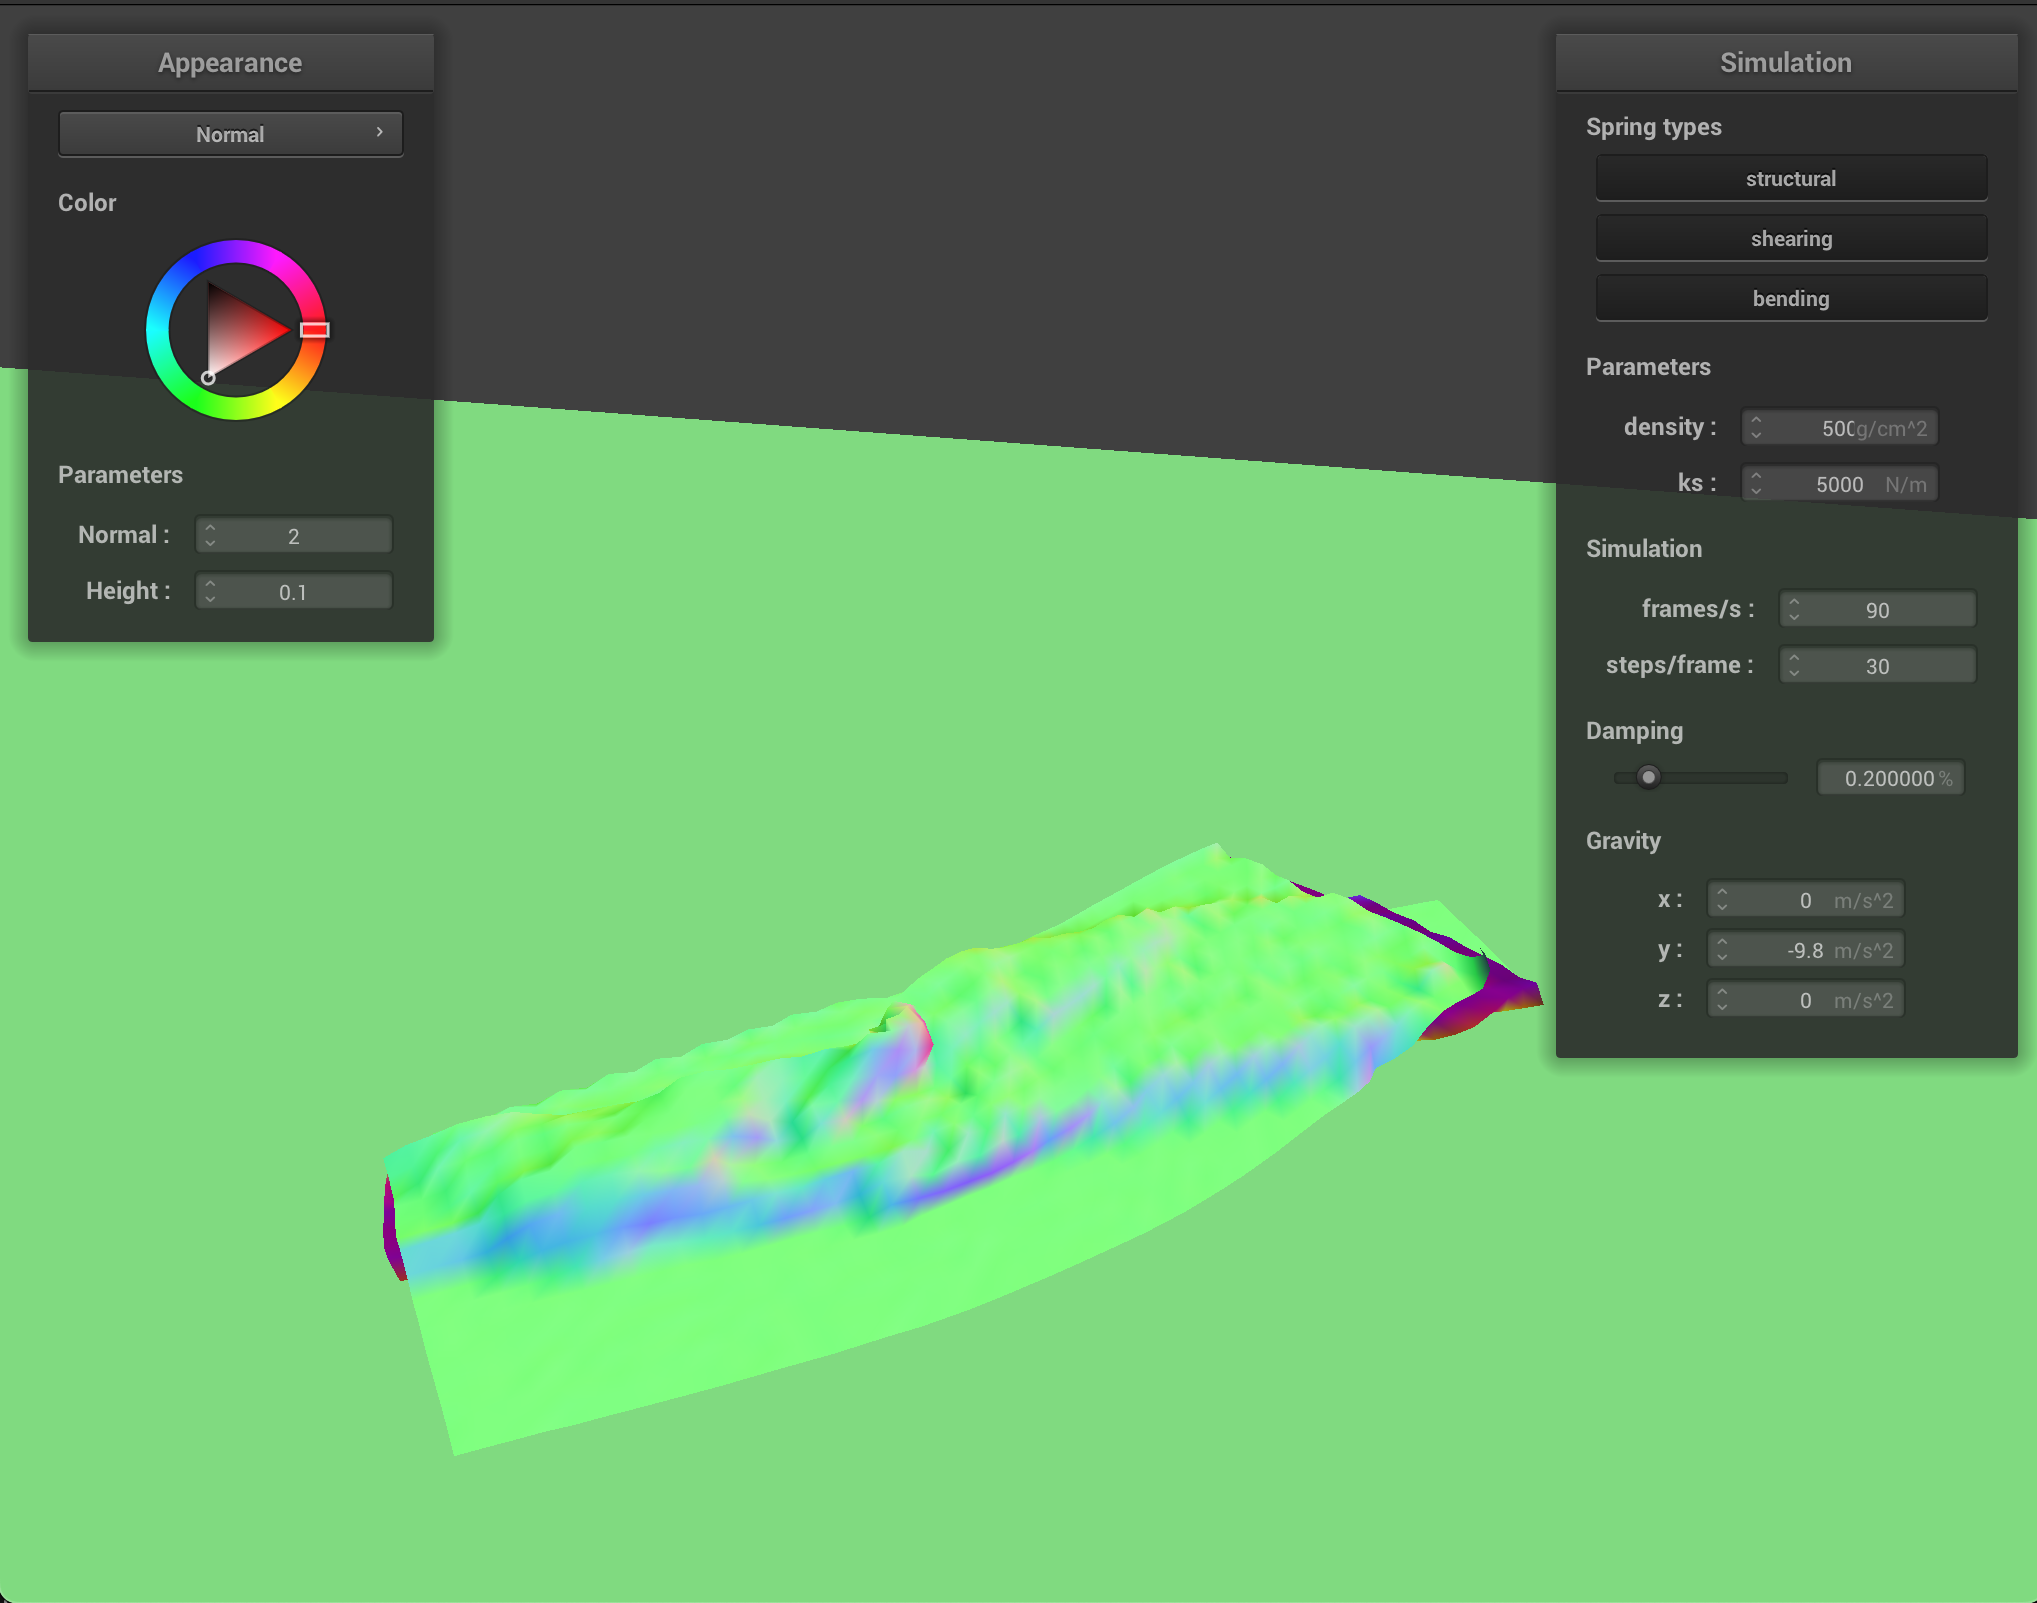 Appearance
Normal
Color
Parameters
Normal : 2
Height : 0.1
Simulation
Spring types
structural
shearing
bending
Parameters
density : 500 g/cm^2
ks : 5000 N/m
Simulation
frames/s : 90
steps/frame : 30
Damping
0.200000 %
Gravity
x : 0 m/s^2
y : -9.8 m/s^2
z : 0 m/s^2